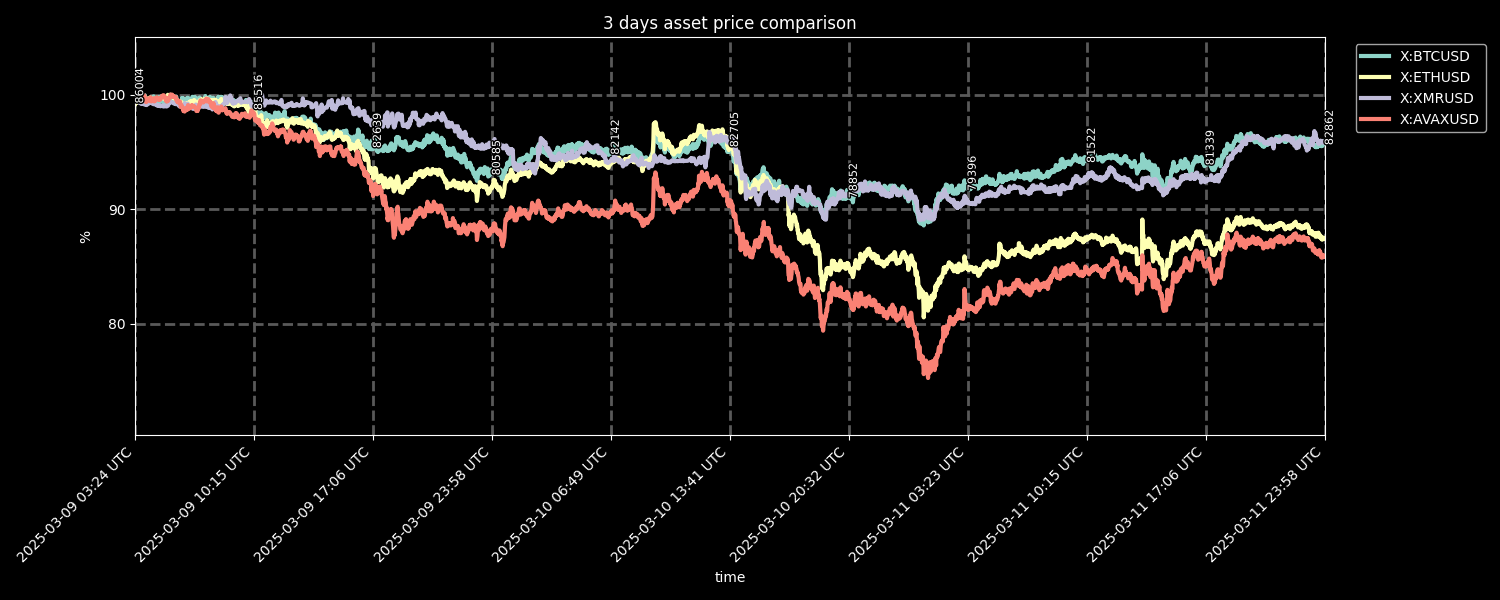 3 days asset price comparison
X:BTCUSD
X:ETHUSD
X:XMRUSD
X:AVAXUSD
100
90
80
%
86004
85516
82639
80585
82142
82705
78852
79396
81522
81339
82862
2025-03-09 03:24 UTC
2025-03-09 10:15 UTC
2025-03-09 17:06 UTC
2025-03-09 23:58 UTC
2025-03-10 06:49 UTC
2025-03-10 13:41 UTC
2025-03-10 20:32 UTC
2025-03-11 03:23 UTC
2025-03-11 10:15 UTC
2025-03-11 17:06 UTC
2025-03-11 23:58 UTC
time